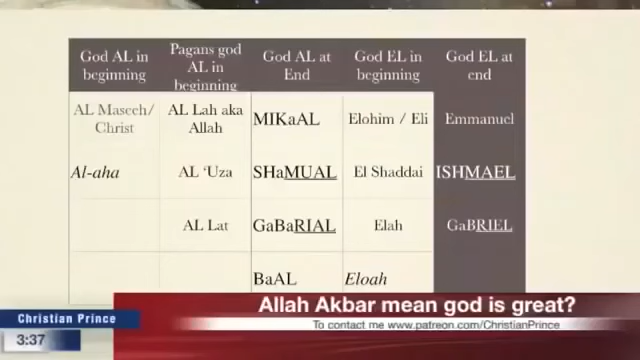 God AL in beginning
Pagans god AL in beginning
God AL at End
God EL in beginning
God EL at end
AL Maseeh/ Christ
AL Lah aka Allah
MIKaAL
Elohim / Eli
Emmanuel
Al-aha
AL ‘Uza
SHaMUAL
El Shaddai
ISHMAEL
AL Lat
GaBaRIAL
Elah
GaBRIEL
BaAL
Eloah
Allah Akbar mean god is great?
Christian Prince
To contact me www.patreon.com/ChristianPrince
3:37